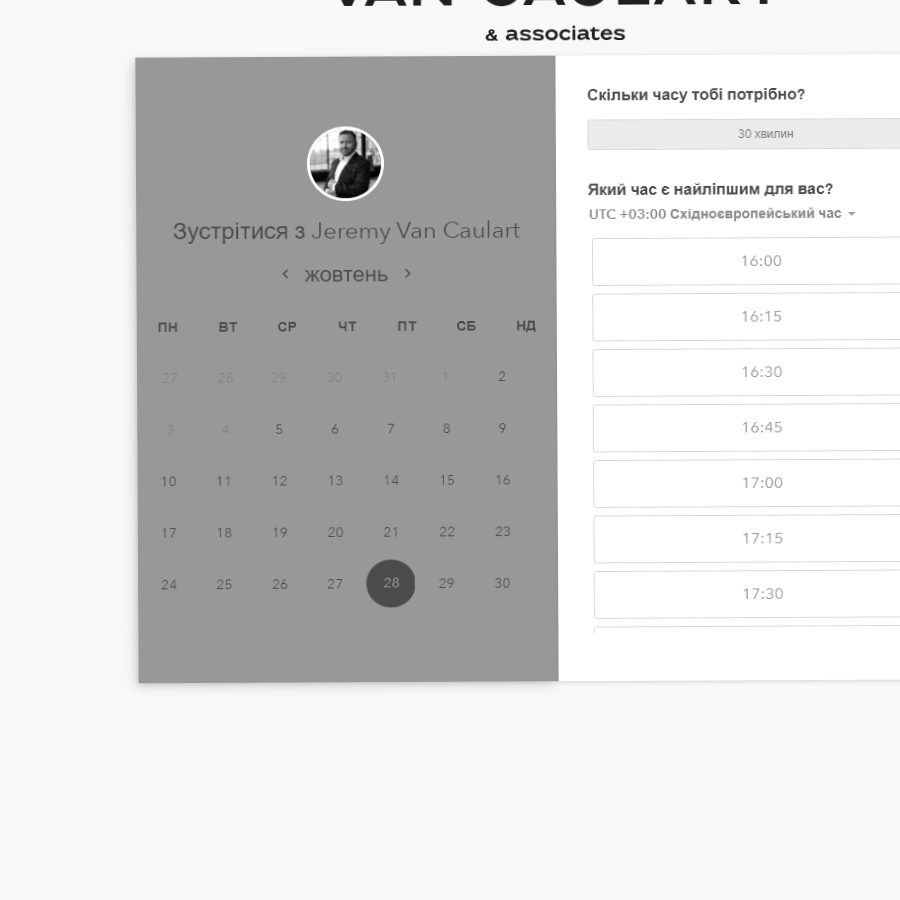 VAN CAULART
& associates
Зустрітися з Jeremy Van Caulart
жовтень
ПН ВТ СР ЧТ ПТ СБ НД
27 28 29 30 31 1 2
3 4 5 6 7 8 9
10 11 12 13 14 15 16
17 18 19 20 21 22 23
24 25 26 27 28 29 30
Скільки часу тобі потрібно?
30 хвилин
Який час є найліпшим для вас?
UTC +03:00 Східноєвропейський час
16:00
16:15
16:30
16:45
17:00
17:15
17:30